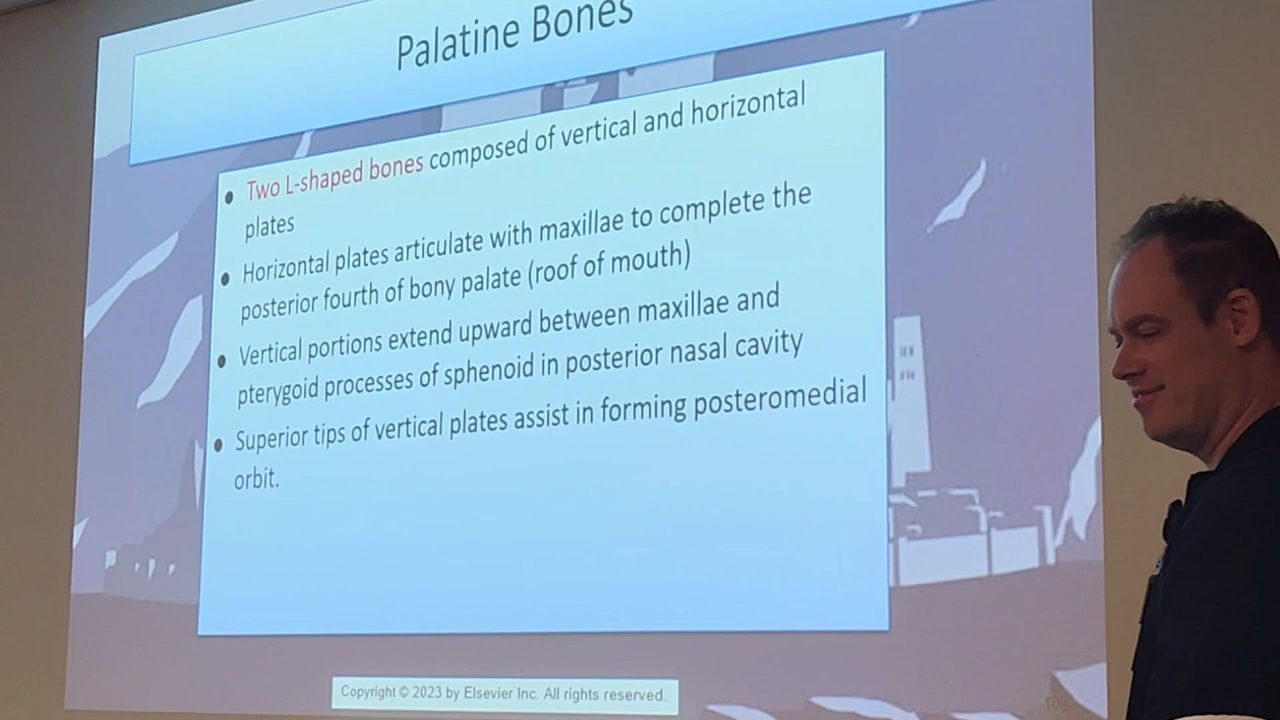 Palatine Bones
• Two L-shaped bones composed of vertical and horizontal
plates
• Horizontal plates articulate with maxillae to complete the
posterior fourth of bony palate (roof of mouth)
• Vertical portions extend upward between maxillae and
pterygoid processes of sphenoid in posterior nasal cavity
• Superior tips of vertical plates assist in forming posteromedial
orbit.
Copyright © 2023 by Elsevier Inc. All rights reserved.